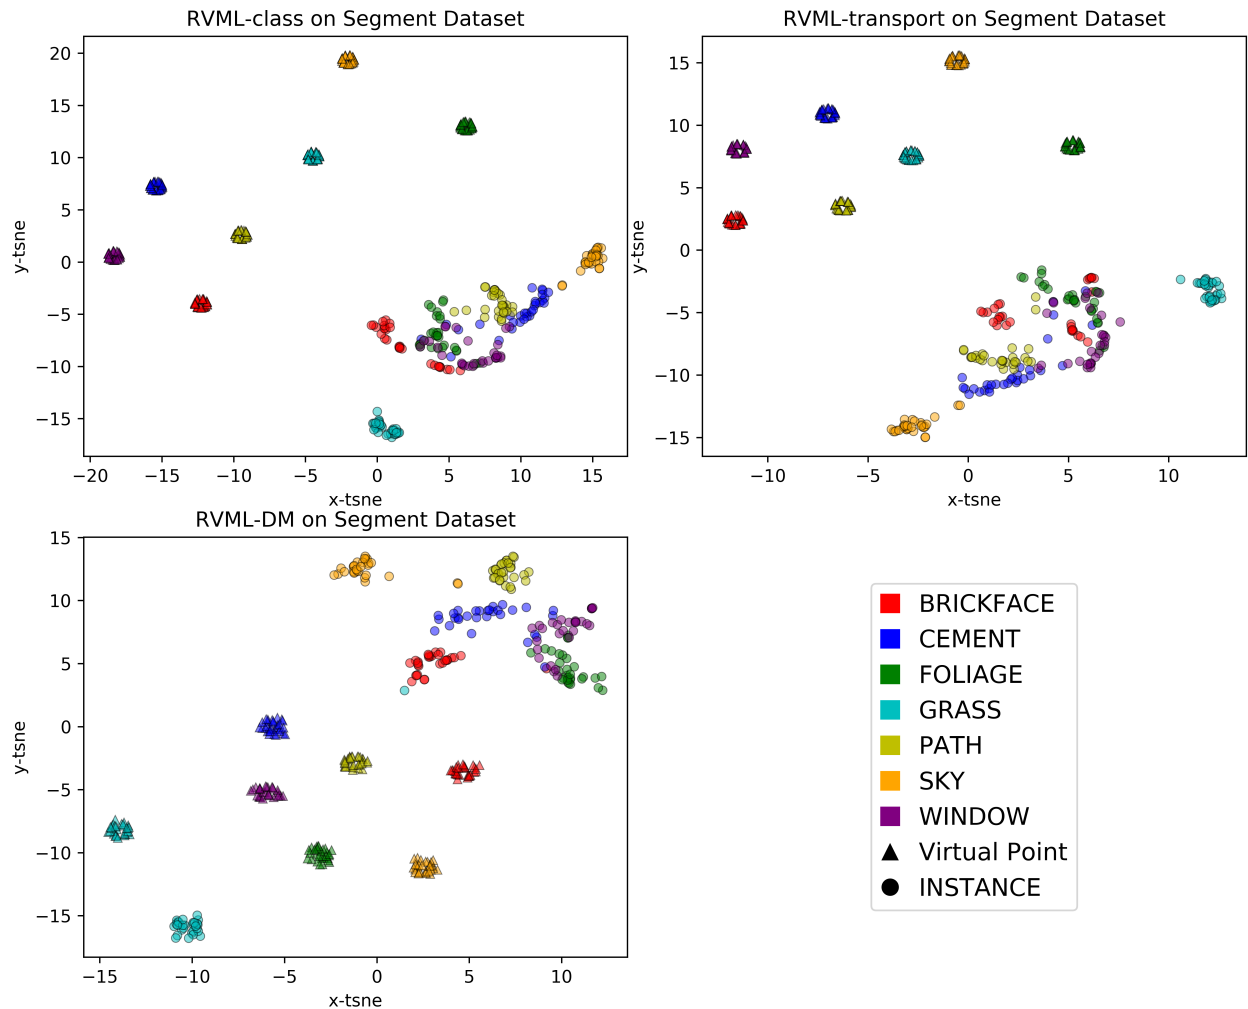 RVML-class on Segment Dataset
20
15
10
5
0
−5
−10
−15
y-tsne
−20 −15 −10 −5 0 5 10 15
x-tsne
RVML-transport on Segment Dataset
15
10
5
0
−5
−10
−15
y-tsne
−10 −5 0 5 10
x-tsne
RVML-DM on Segment Dataset
15
10
5
0
−5
−10
−15
y-tsne
−15 −10 −5 0 5 10
x-tsne
BRICKFACE
CEMENT
FOLIAGE
GRASS
PATH
SKY
WINDOW
Virtual Point
INSTANCE